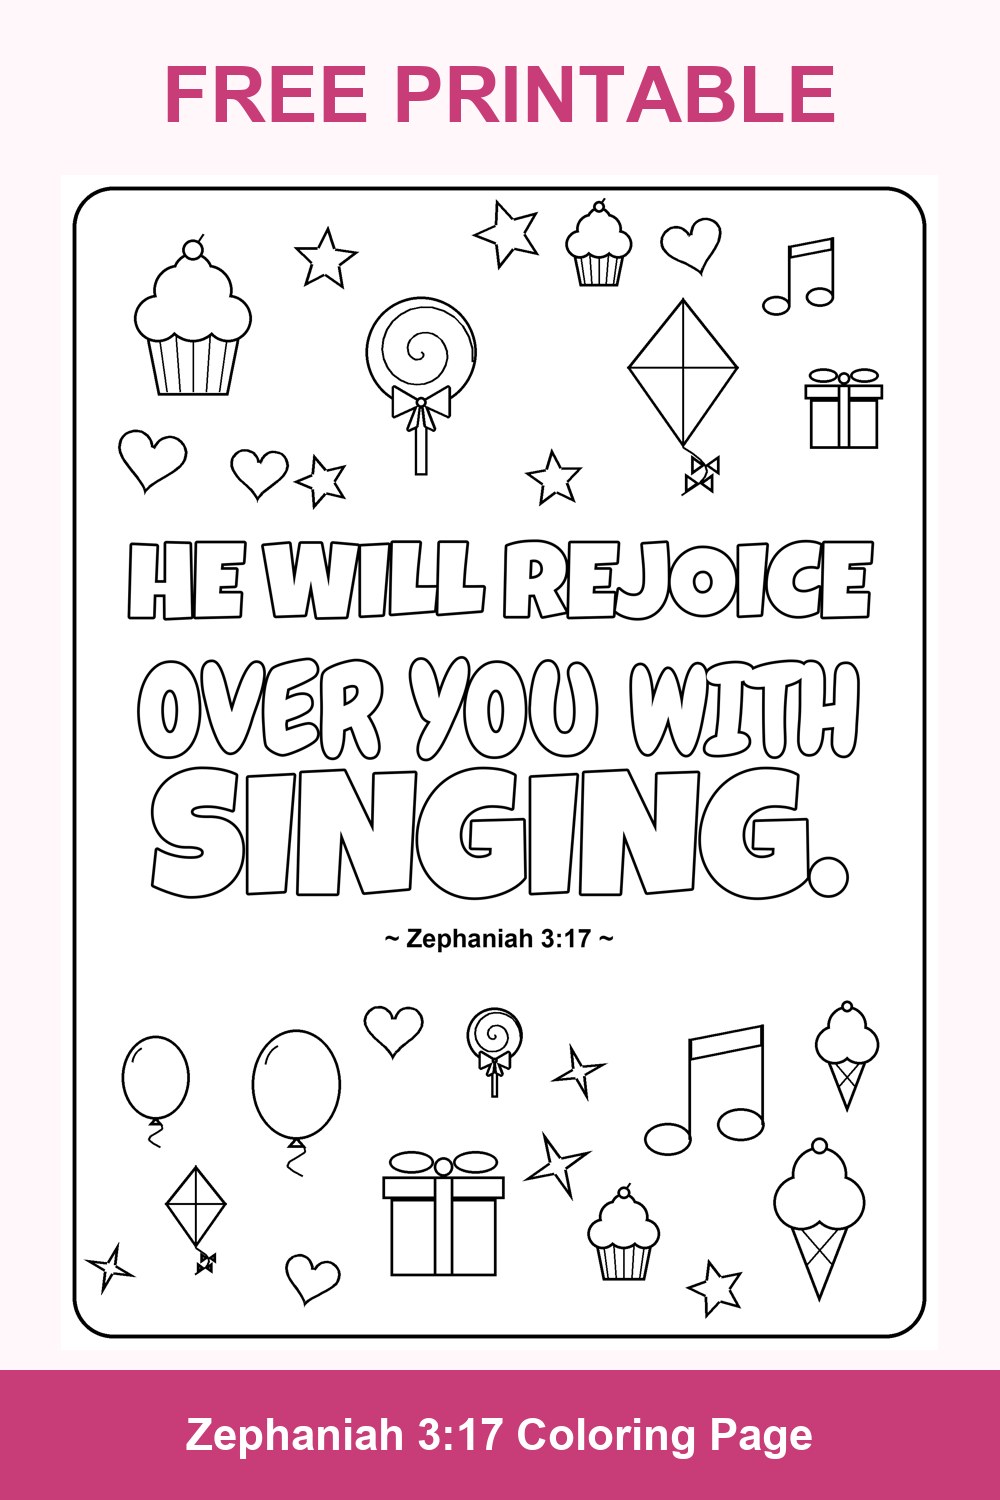 FREE PRINTABLE
HE WILL REJOICE
OVER YOU WITH
SINGING.
~ Zephaniah 3:17 ~
Zephaniah 3:17 Coloring Page